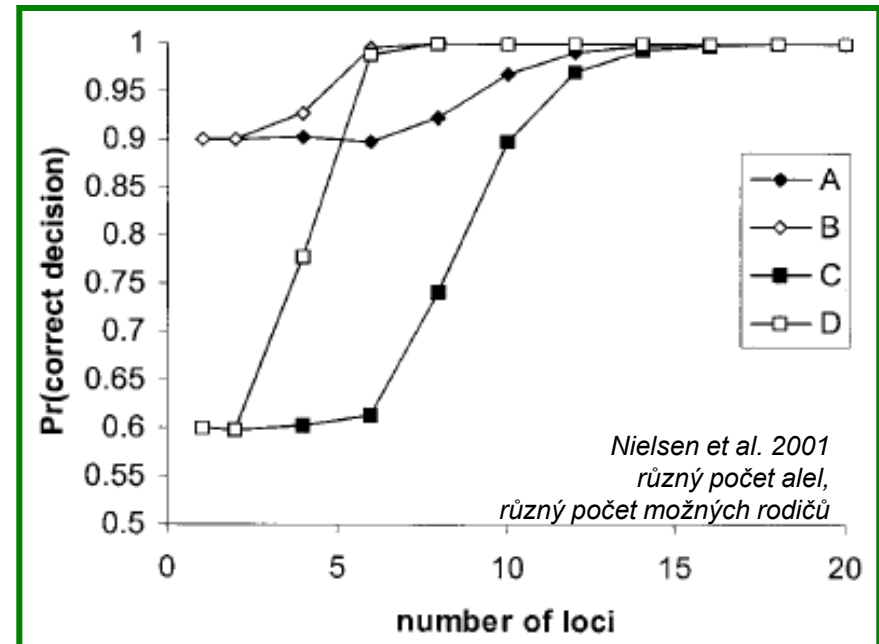 1
0.95
0.9
0.85
0.8
0.75
0.7
0.65
0.6
0.55
0.5
Pr(correct decision)
A
B
C
D
Nielsen et al. 2001
různý počet alel,
různý počet možných rodičů
0 5 10 15 20
number of loci